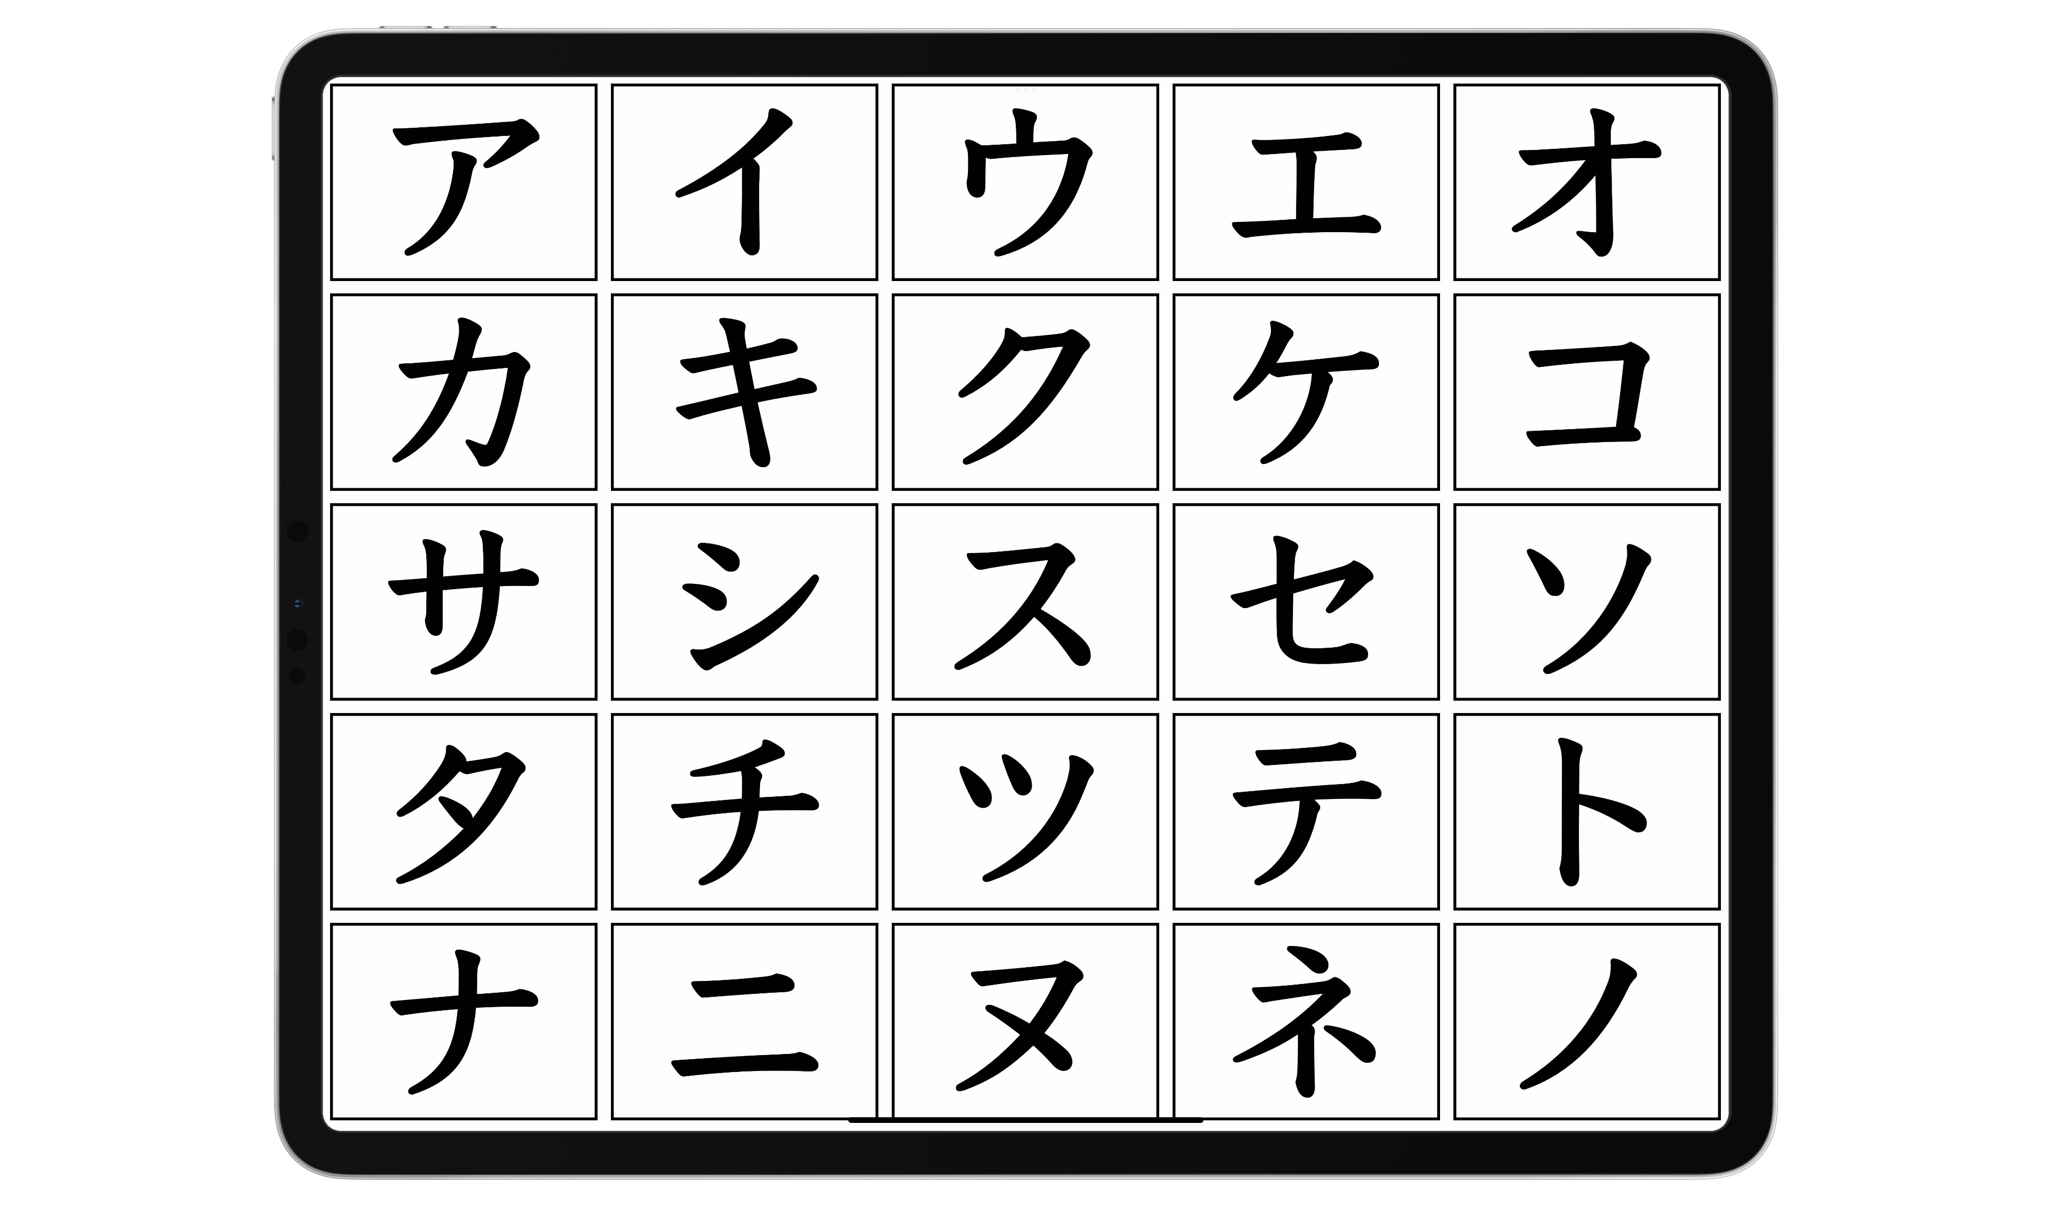 ア イ ウ エ オ
カ キ ク ケ コ
サ シ ス セ ソ
タ チ ツ テ ト
ナ ニ ヌ ネ ノ